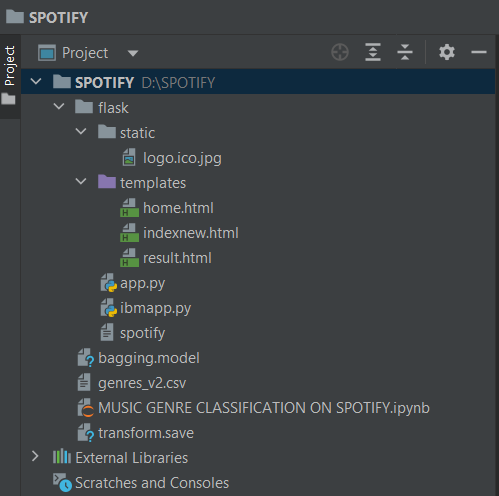 SPOTIFY
Project
Project
SPOTIFY D:\SPOTIFY
flask
static
logo.ico.jpg
templates
home.html
indexnew.html
result.html
app.py
ibmapp.py
spotify
bagging.model
genres_v2.csv
MUSIC GENRE CLASSIFICATION ON SPOTIFY.ipynb
transform.save
External Libraries
Scratches and Consoles